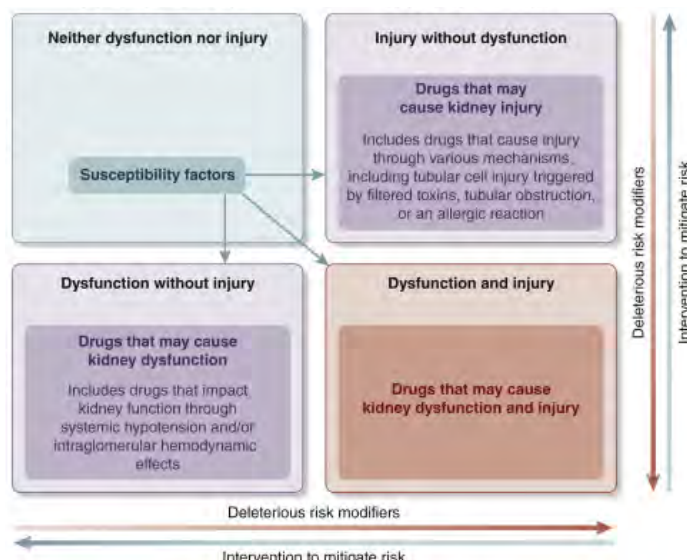 Neither dysfunction nor injury
Injury without dysfunction
Drugs that may
cause kidney injury
Includes drugs that cause injury
through various mechanisms,
including tubular cell injury triggered
by filtered toxins, tubular obstruction,
or an allergic reaction
Susceptibility factors
Dysfunction without injury
Drugs that may cause
kidney dysfunction
Includes drugs that impact
kidney function through
systemic hypotension and/or
intraglomerular hemodynamic
effects
Dysfunction and injury
Drugs that may cause
kidney dysfunction and injury
Deleterious risk modifiers
Intervention to mitigate risk
Deleterious risk modifiers
Intervention to mitigate risk